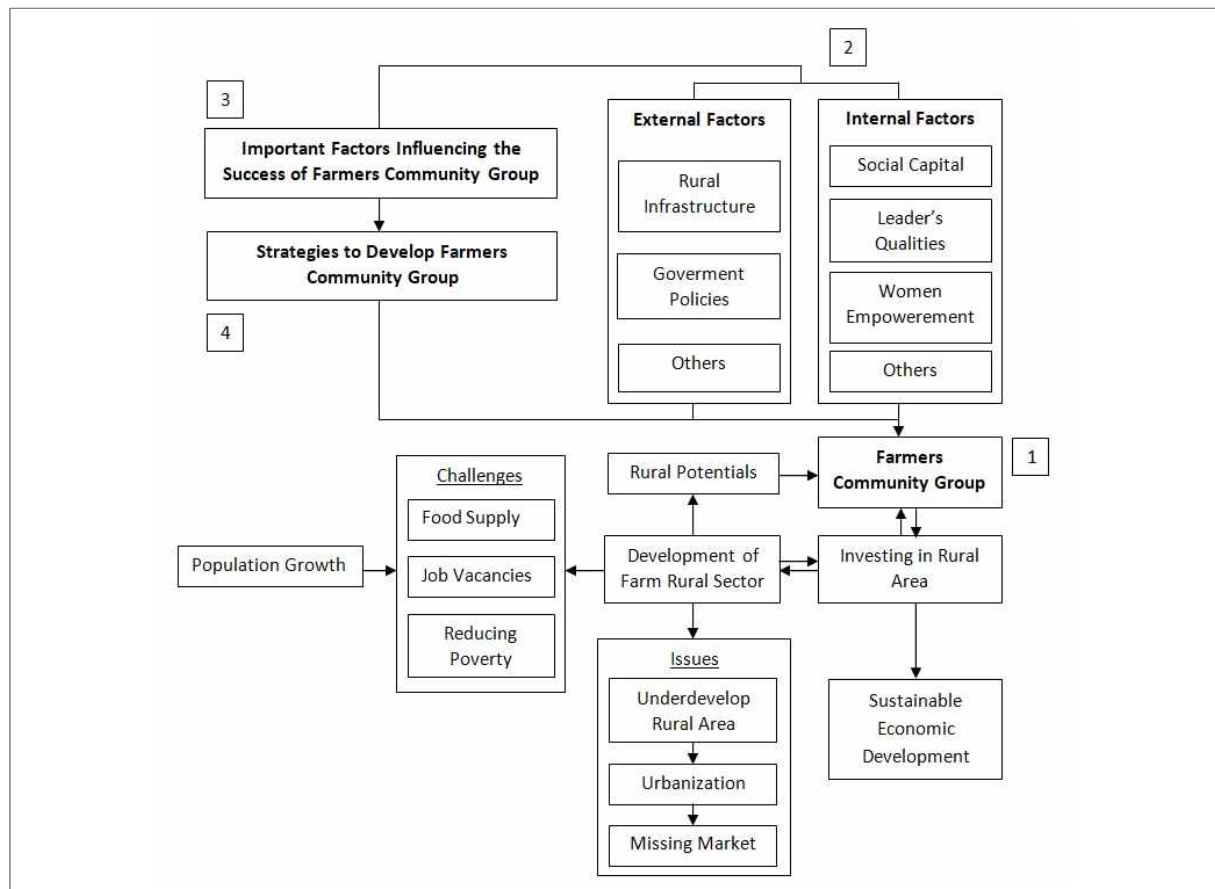 2
3
External Factors
Internal Factors
Important Factors Influencing the
Success of Farmers Community Group
Rural
Infrastructure
Social Capital
Leader's
Qualities
Strategies to Develop Farmers
Community Group
Goverment
Policies
Women
Empowerement
4
Others
Others
Farmers
Community Group
1
Challenges
Rural Potentials
Food Supply
Population Growth
Job Vacancies
Development of
Farm Rural Sector
Investing in Rural
Area
Reducing
Poverty
Issues
Underdevelop
Rural Area
Sustainable
Economic
Development
Urbanization
Missing Market